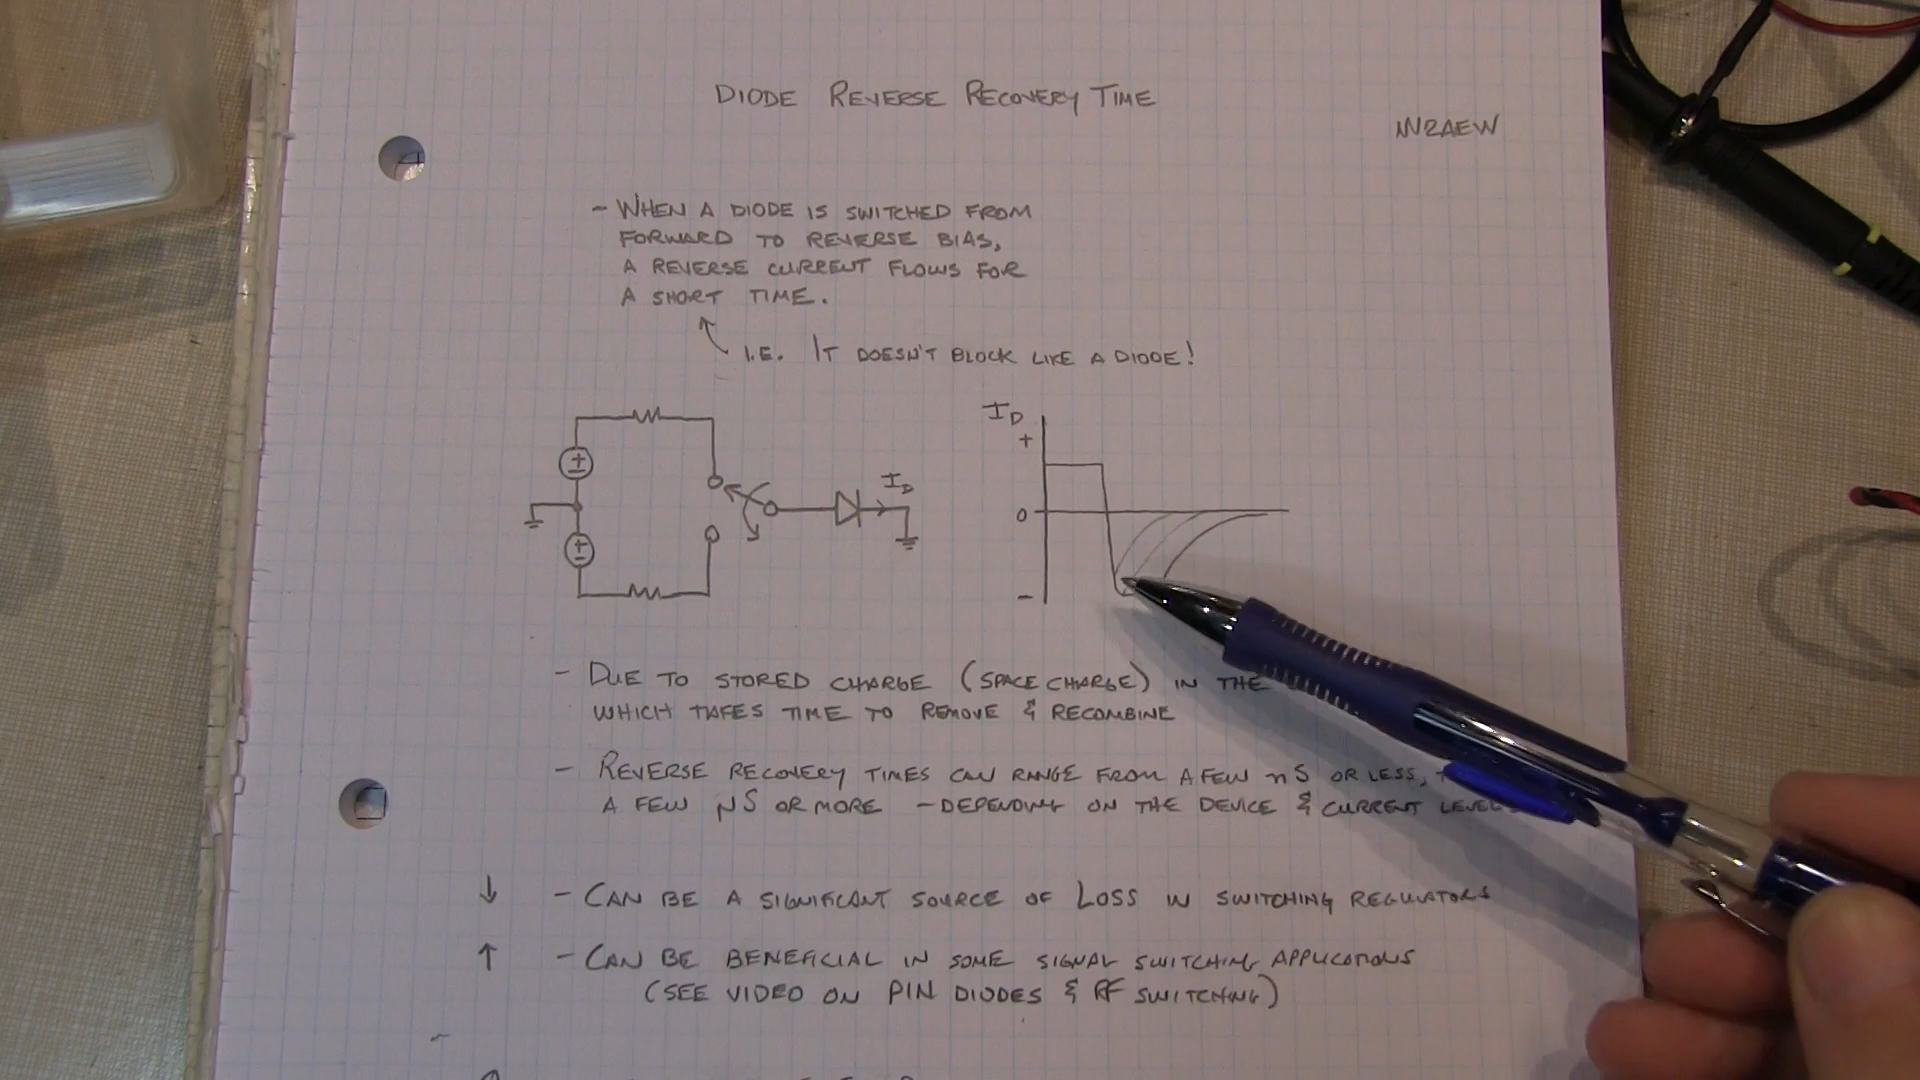 DIODE REVERSE RECOVERY TIME
W2AEW
- WHEN A DIODE IS SWITCHED FROM
FORWARD TO REVERSE BIAS,
A REVERSE CURRENT FLOWS FOR
A SHORT TIME.
I.E. IT DOESN'T BLOCK LIKE A DIODE!
I_D
+
0
-
+
-
+
-
I_D
- DUE TO STORED CHARGE (SPACE CHARGE) IN THE
WHICH TAKES TIME TO REMOVE & RECOMBINE
- REVERSE RECOVERY TIMES CAN RANGE FROM A FEW nS OR LESS,
A FEW µS OR MORE - DEPENDING ON THE DEVICE & CURRENT LEVELS
↓ - CAN BE A SIGNIFICANT SOURCE OF LOSS IN SWITCHING REGULATORS
↑ - CAN BE BENEFICIAL IN SOME SIGNAL SWITCHING APPLICATIONS
(SEE VIDEO ON PIN DIODES & RF SWITCHING)